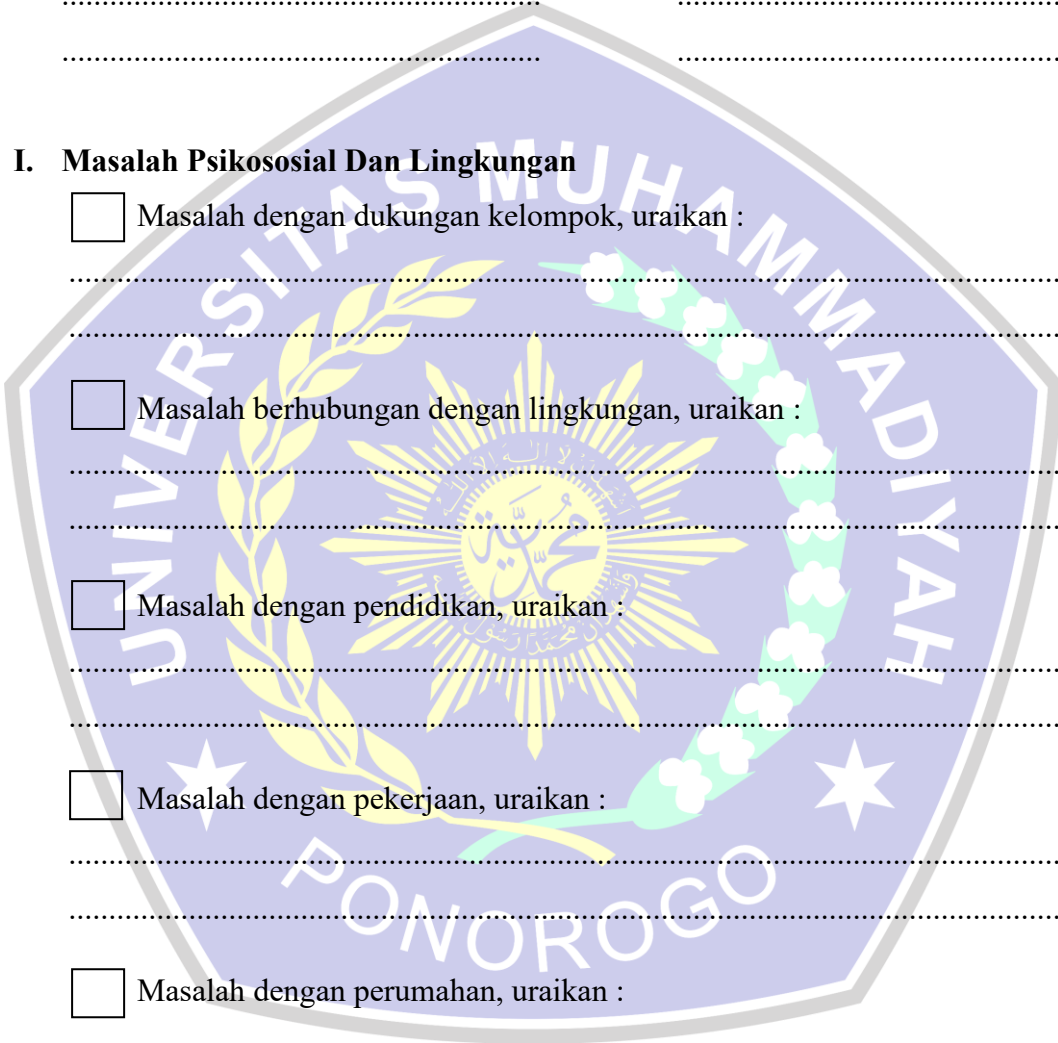 ............................................................ ................................................
............................................................ ................................................
I. Masalah Psikososial Dan Lingkungan
Masalah dengan dukungan kelompok, uraikan :
................................................................................................................................
................................................................................................................................
Masalah berhubungan dengan lingkungan, uraikan :
................................................................................................................................
................................................................................................................................
Masalah dengan pendidikan, uraikan :
................................................................................................................................
................................................................................................................................
Masalah dengan pekerjaan, uraikan :
................................................................................................................................
................................................................................................................................
Masalah dengan perumahan, uraikan :
UNIVERSITAS MUHAMMADIYAH
PONOROGO
محمدية